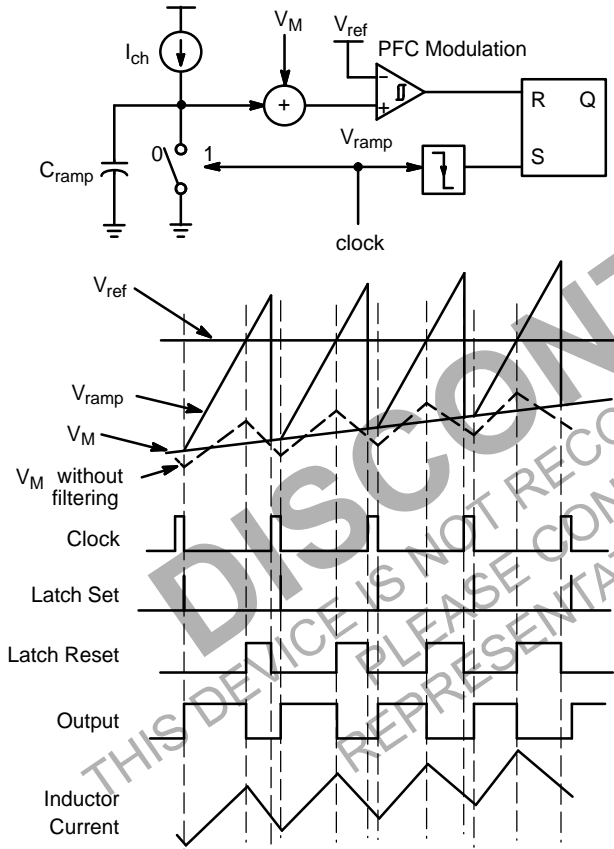 V_M
V_ref
PFC Modulation
I_ch
+
−
+
R Q
S
C_ramp
0 1
V_ramp
clock
V_ref
V_ramp
V_M
V_M without
filtering
Clock
Latch Set
Latch Reset
Output
Inductor
Current
DISCONT
THIS DEVICE IS NOT RECO
PLEASE CON
REPRESENTA